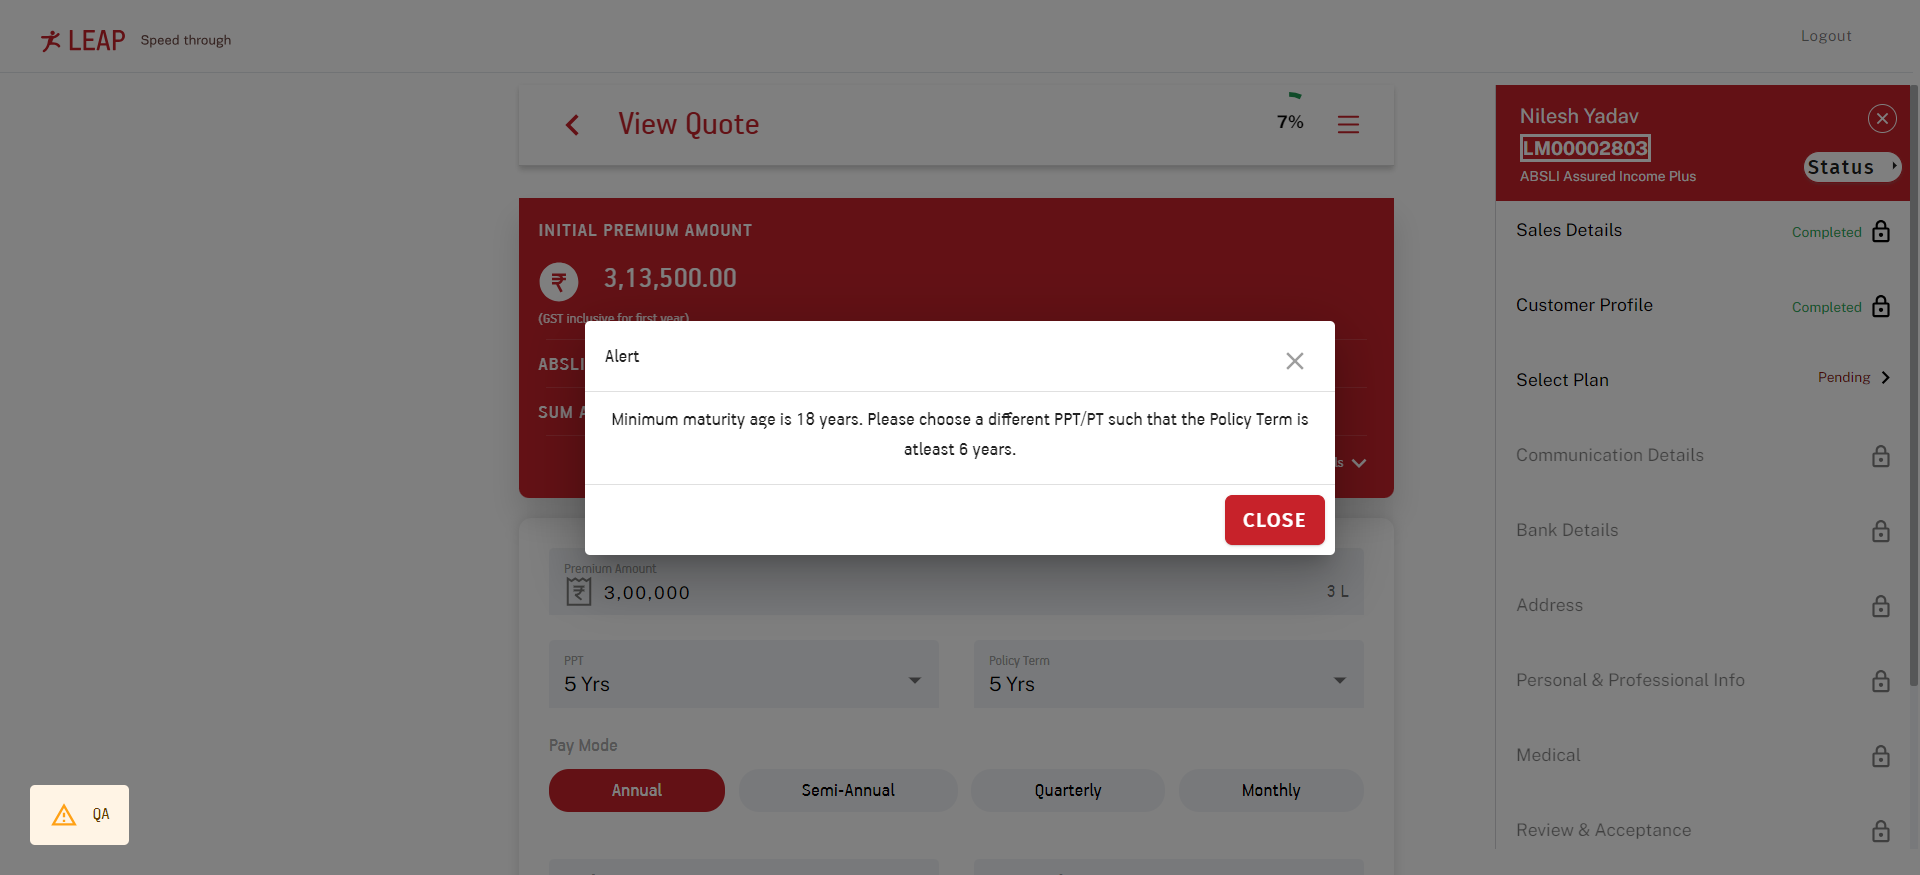 LEAP Speed through
Logout
View Quote
7%
INITIAL PREMIUM AMOUNT
3,13,500.00
(GST inclusive for first year)
ABSLI
SUM A
ls
Alert
Minimum maturity age is 18 years. Please choose a different PPT/PT such that the Policy Term is
atleast 6 years.
CLOSE
Premium Amount
3,00,000
3 L
PPT
5 Yrs
Policy Term
5 Yrs
Pay Mode
Annual
Semi-Annual
Quarterly
Monthly
QA
Nilesh Yadav
LM00002803
ABSLI Assured Income Plus
Status
Sales Details
Completed
Customer Profile
Completed
Select Plan
Pending
Communication Details
Bank Details
Address
Personal & Professional Info
Medical
Review & Acceptance